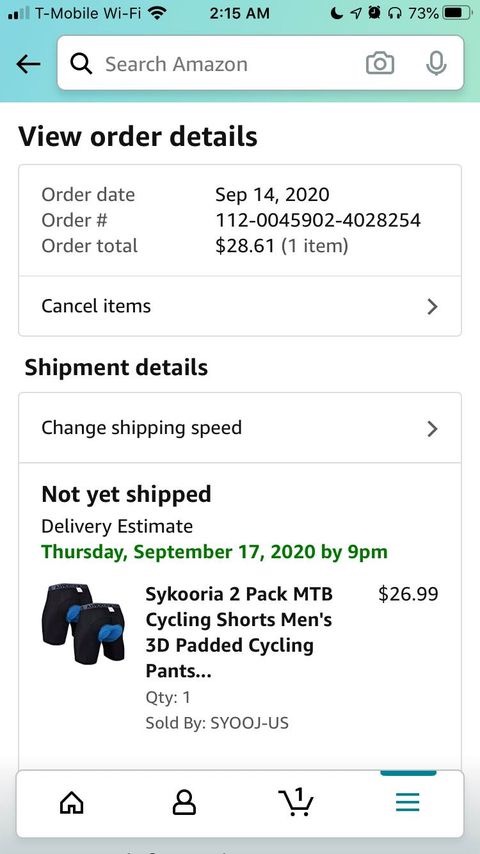 T-Mobile Wi-Fi 2:15 AM 73%
Search Amazon
View order details
Order date Sep 14, 2020
Order # 112-0045902-4028254
Order total $28.61 (1 item)
Cancel items
Shipment details
Change shipping speed
Not yet shipped
Delivery Estimate
Thursday, September 17, 2020 by 9pm
Sykooria 2 Pack MTB $26.99
Cycling Shorts Men's
3D Padded Cycling
Pants...
Qty: 1
Sold By: SYOOJ-US
1